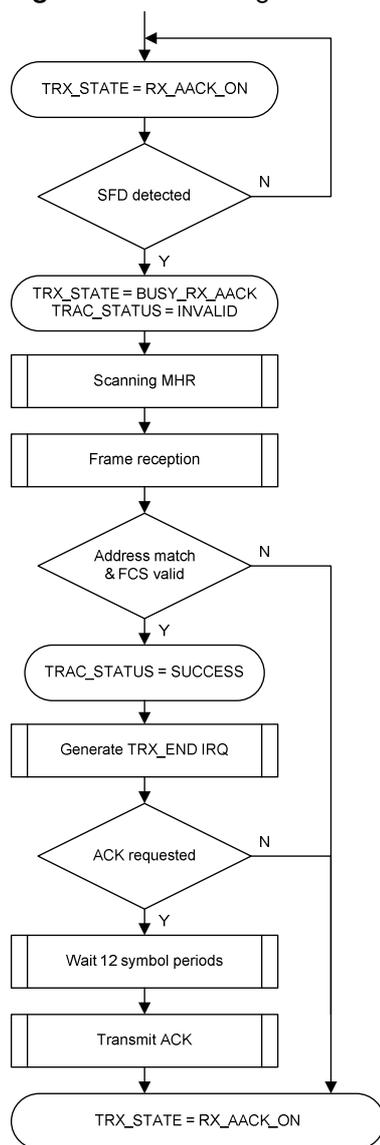 TRX_STATE = RX_AACK_ON
SFD detected
N
Y
TRX_STATE = BUSY_RX_AACK
TRAC_STATUS = INVALID
Scanning MHR
Frame reception
Address match
& FCS valid
N
Y
TRAC_STATUS = SUCCESS
Generate TRX_END IRQ
ACK requested
N
Y
Wait 12 symbol periods
Transmit ACK
TRX_STATE = RX_AACK_ON